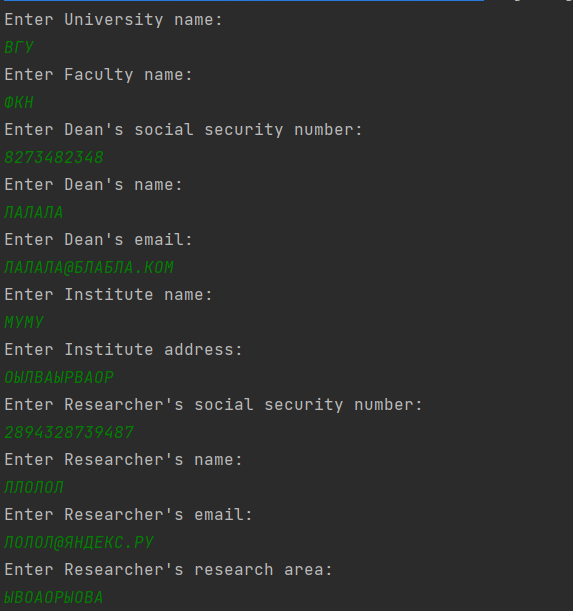 Enter University name:
ВГУ
Enter Faculty name:
ФКН
Enter Dean's social security number:
8273482348
Enter Dean's name:
ЛАЛАЛА
Enter Dean's email:
ЛАЛАЛА@БЛАБЛА.КОМ
Enter Institute name:
МУМУ
Enter Institute address:
ОЫЛВАЫРВАОР
Enter Researcher's social security number:
2894328739487
Enter Researcher's name:
ЛЛОЛОЛ
Enter Researcher's email:
ЛОЛОЛ@ЯНДЕКС.РУ
Enter Researcher's research area:
ЫВОАОРЫОВА